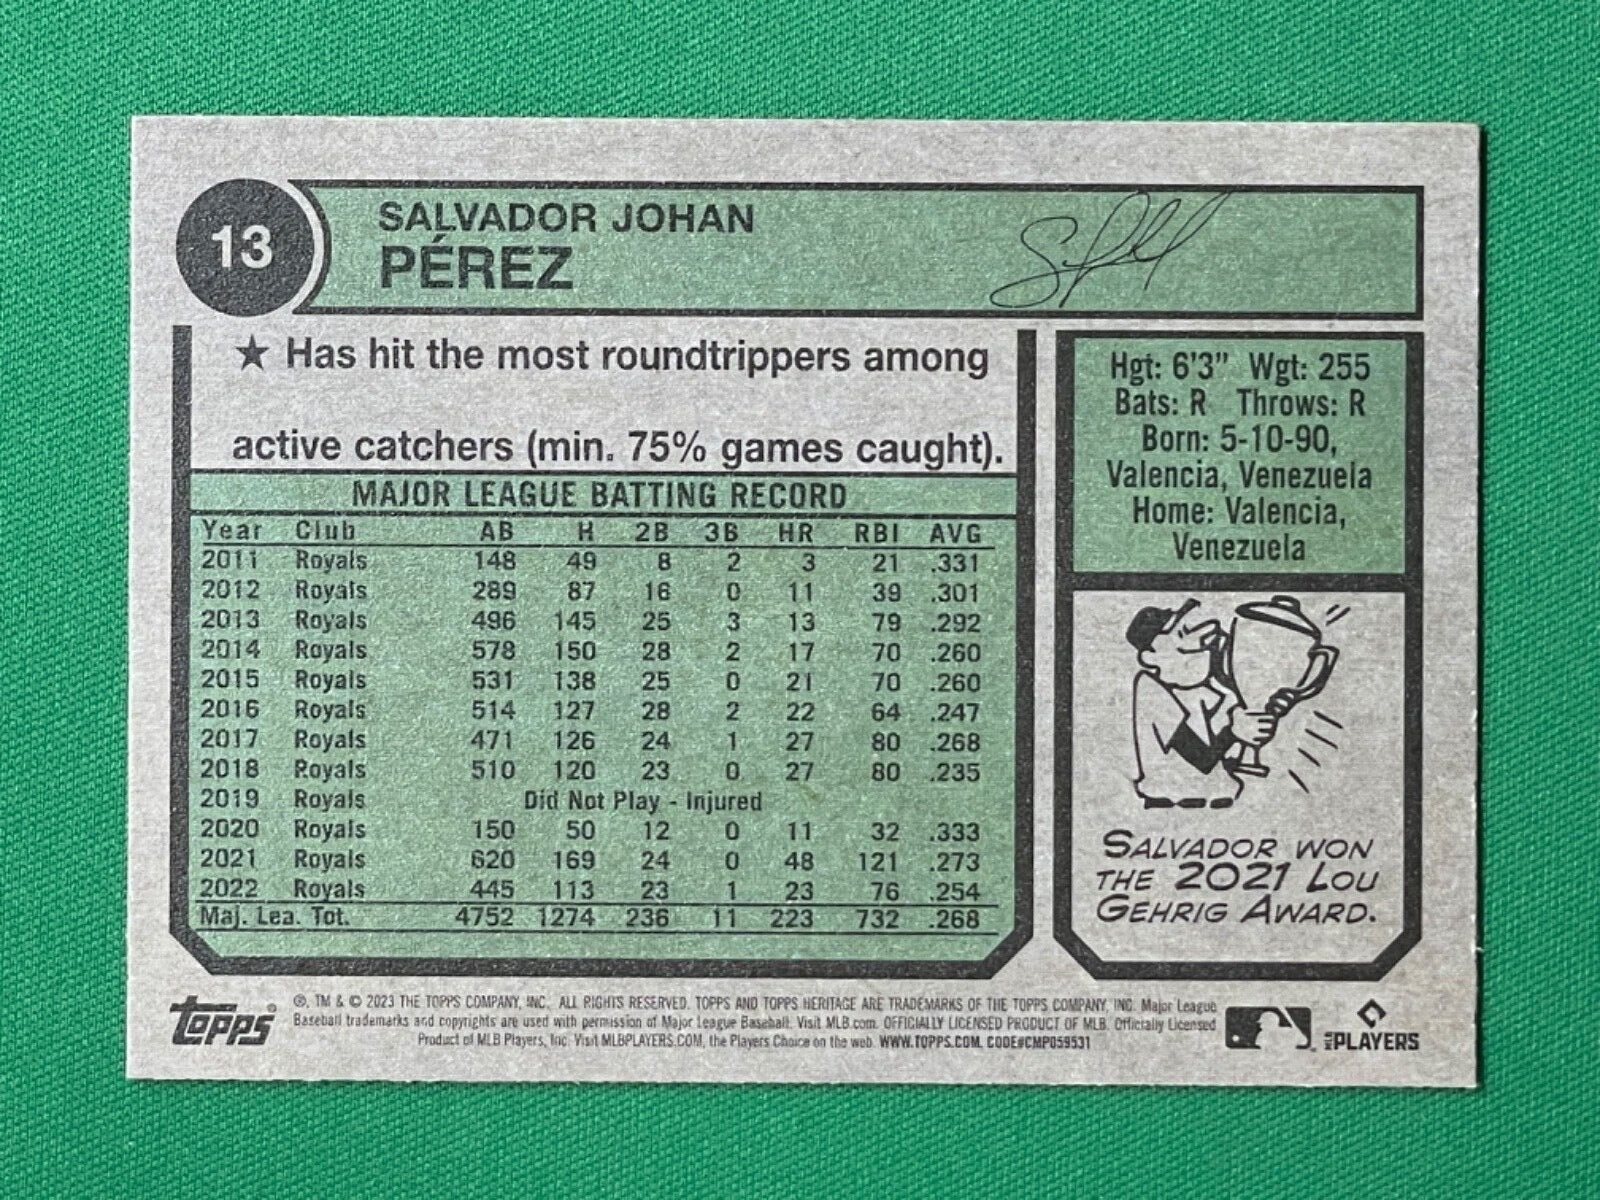 13
SALVADOR JOHAN
PÉREZ
★ Has hit the most roundtrippers among
active catchers (min. 75% games caught).
MAJOR LEAGUE BATTING RECORD
Year Club AB H 2B 3B HR RBI AVG
2011 Royals 148 49 8 2 3 21 .331
2012 Royals 289 87 16 0 11 39 .301
2013 Royals 496 145 25 3 13 79 .292
2014 Royals 578 150 28 2 17 70 .260
2015 Royals 531 138 25 0 21 70 .260
2016 Royals 514 127 28 2 22 64 .247
2017 Royals 471 126 24 1 27 80 .268
2018 Royals 510 120 23 0 27 80 .235
2019 Royals Did Not Play - Injured
2020 Royals 150 50 12 0 11 32 .333
2021 Royals 620 169 24 0 48 121 .273
2022 Royals 445 113 23 1 23 76 .254
Maj. Lea. Tot. 4752 1274 236 11 223 732 .268
Hgt: 6'3" Wgt: 255
Bats: R Throws: R
Born: 5-10-90,
Valencia, Venezuela
Home: Valencia,
Venezuela
SALVADOR WON
THE 2021 LOU
GEHRIG AWARD.
Topps
®, TM & © 2023 THE TOPPS COMPANY, INC. ALL RIGHTS RESERVED. TOPPS AND TOPPS HERITAGE ARE TRADEMARKS OF THE TOPPS COMPANY, INC. Major League
Baseball trademarks and copyrights are used with permission of Major League Baseball. Visit MLB.com. OFFICIALLY LICENSED PRODUCT OF MLB. Officially Licensed
Product of MLB Players, Inc. Visit MLBPLAYERS.COM, the Players Choice on the web. WWW.TOPPS.COM. CODE#CMP059531
MLB PLAYERS